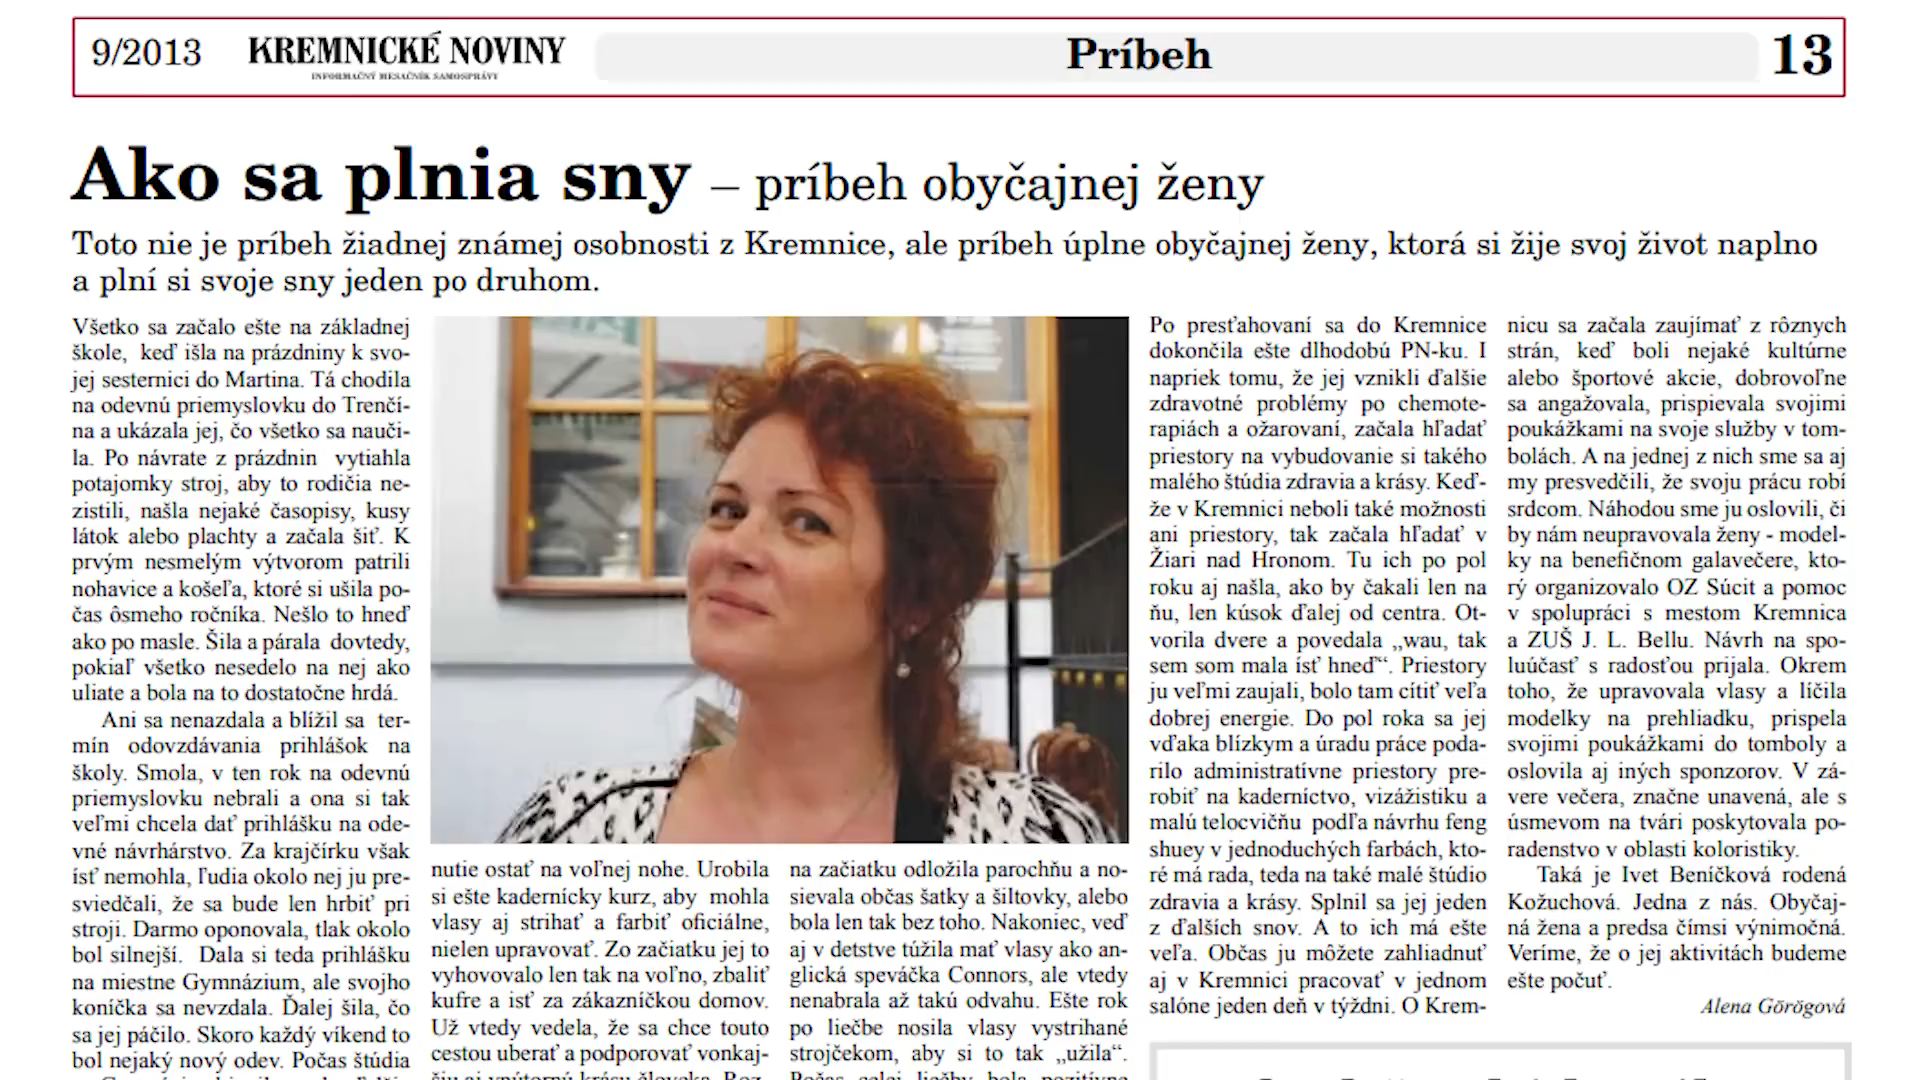 9/2013
KREMNICKÉ NOVINY
INFORMAČNÝ MESAČNÍK SAMOSPRÁVY
Príbeh
13
Ako sa plnia sny – príbeh obyčajnej ženy
Toto nie je príbeh žiadnej známej osobnosti z Kremnice, ale príbeh úplne obyčajnej ženy, ktorá si žije svoj život naplno
a plní si svoje sny jeden po druhom.
Všetko sa začalo ešte na základnej
škole, keď išla na prázdniny k svo-
jej sesternici do Martina. Tá chodila
na odevnú priemyslovku do Trenčí-
na a ukázala jej, čo všetko sa nauči-
la. Po návrate z prázdnin vytiahla
potajomky stroj, aby to rodičia ne-
zistili, našla nejaké časopisy, kusy
látok alebo plachty a začala šiť. K
prvým nesmelým výtvorom patrili
nohavice a košeľa, ktoré si ušila po-
čas ôsmeho ročníka. Nešlo to hneď
ako po masle. Šila a párala dovtedy,
pokiaľ všetko nesedelo na nej ako
uliate a bola na to dostatočne hrdá.
Ani sa nenazdala a blížil sa ter-
mín odovzdávania prihlášok na
školy. Smola, v ten rok na odevnú
priemyslovku nebrali a ona si tak
veľmi chcela dať prihlášku na ode-
vné návrhárstvo. Za krajčírku však
ísť nemohla, ľudia okolo nej ju pre-
sviedčali, že sa bude len hrbiť pri
stroji. Darmo oponovala, tlak okolo
bol silnejší. Dala si teda prihlášku
na miestne Gymnázium, ale svojho
koníčka sa nevzdala. Ďalej šila, čo
sa jej páčilo. Skoro každý víkend to
bol nejaký nový odev. Počas štúdia
nutie ostať na voľnej nohe. Urobila
si ešte kadernícky kurz, aby mohla
vlasy aj strihať a farbiť oficiálne,
nielen upravovať. Zo začiatku jej to
vyhovovalo len tak na voľno, zbaliť
kufre a isť za zákazníčkou domov.
Už vtedy vedela, že sa chce touto
cestou uberať a podporovať vonkaj-
šiu aj vnútornú krásu človeka. Roz-
na začiatku odložila parochňu a no-
sievala občas šatky a šiltovky, alebo
bola len tak bez toho. Nakoniec, veď
aj v detstve túžila mať vlasy ako an-
glická speváčka Connors, ale vtedy
nenabrala až takú odvahu. Ešte rok
po liečbe nosila vlasy vystrihané
strojčekom, aby si to tak „užila“.
Počas celej liečby bola pozitívne
Po presťahovaní sa do Kremnice
dokončila ešte dlhodobú PN-ku. I
napriek tomu, že jej vznikli ďalšie
zdravotné problémy po chemote-
rapiách a ožarovaní, začala hľadať
priestory na vybudovanie si takého
malého štúdia zdravia a krásy. Keď-
že v Kremnici neboli také možnosti
ani priestory, tak začala hľadať v
Žiari nad Hronom. Tu ich po pol
roku aj našla, ako by čakali len na
ňu, len kúsok ďalej od centra. Ot-
vorila dvere a povedala „wau, tak
sem som mala ísť hneď“. Priestory
ju veľmi zaujali, bolo tam cítiť veľa
dobrej energie. Do pol roka sa jej
vďaka blízkym a úradu práce poda-
rilo administratívne priestory pre-
robiť na kaderníctvo, vizážistiku a
malú telocvičňu podľa návrhu feng
shuey v jednoduchých farbách, kto-
ré má rada, teda na také malé štúdio
zdravia a krásy. Splnil sa jej jeden
z ďalších snov. A to ich má ešte
veľa. Občas ju môžete zahliadnuť
aj v Kremnici pracovať v jednom
salóne jeden deň v týždni. O Krem-
nicu sa začala zaujímať z rôznych
strán, keď boli nejaké kultúrne
alebo športové akcie, dobrovoľne
sa angažovala, prispievala svojimi
poukážkami na svoje služby v tom-
bolách. A na jednej z nich sme sa aj
my presvedčili, že svoju prácu robí
srdcom. Náhodou sme ju oslovili, či
by nám neupravovala ženy - model-
ky na benefičnom galavečere, kto-
rý organizovalo OZ Súcit a pomoc
v spolupráci s mestom Kremnica
a ZUŠ J. L. Bellu. Návrh na spo-
luúčasť s radosťou prijala. Okrem
toho, že upravovala vlasy a líčila
modelky na prehliadku, prispela
svojimi poukážkami do tomboly a
oslovila aj iných sponzorov. V zá-
vere večera, značne unavená, ale s
úsmevom na tvári poskytovala po-
radenstvo v oblasti koloristiky.
Taká je Ivet Beníčková rodená
Kožuchová. Jedna z nás. Obyčaj-
ná žena a predsa čímsi výnimočná.
Veríme, že o jej aktivitách budeme
ešte počuť.
Alena Görögová